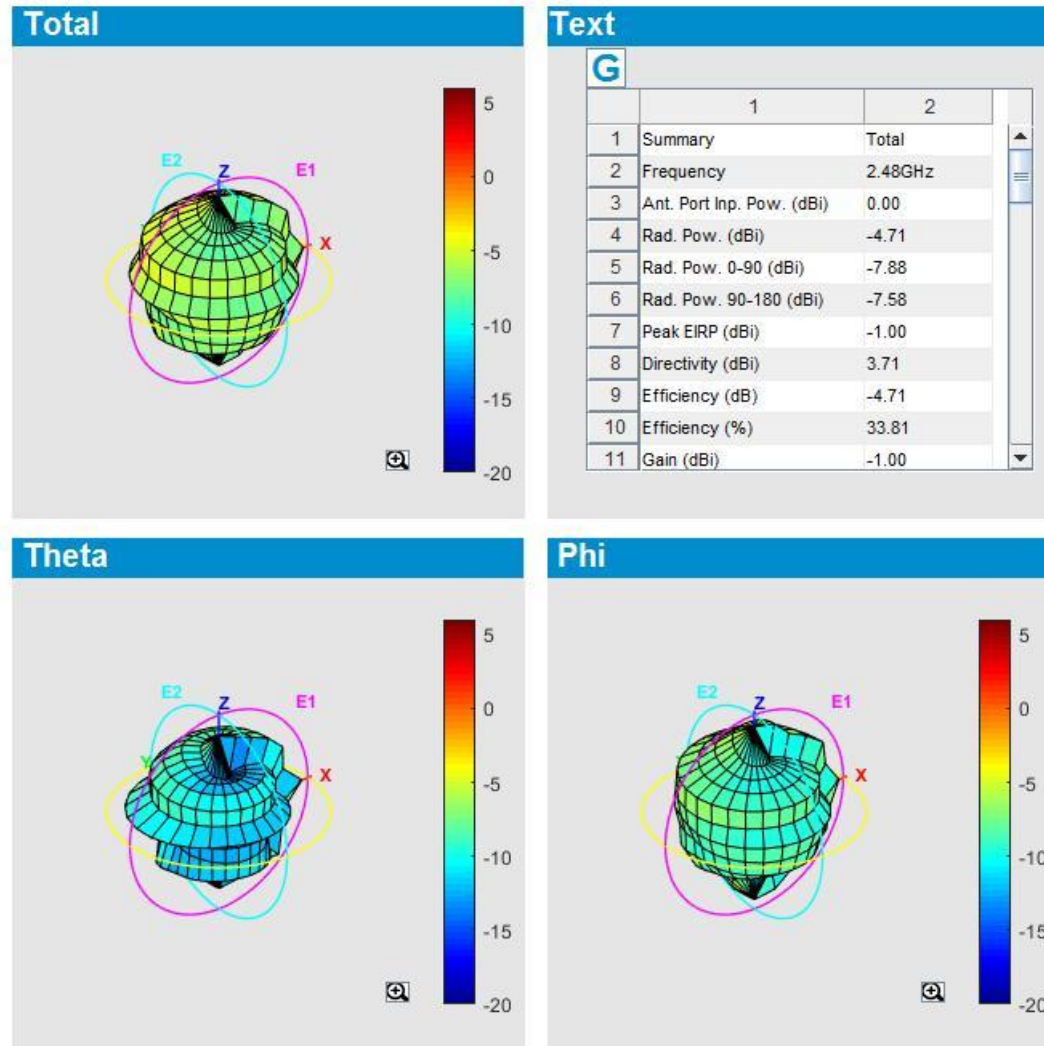 Total
E2
Z
E1
X
5
0
-5
-10
-15
-20
Text
G
1 2
1 Summary Total
2 Frequency 2.48GHz
3 Ant. Port Inp. Pow. (dBi) 0.00
4 Rad. Pow. (dBi) -4.71
5 Rad. Pow. 0-90 (dBi) -7.88
6 Rad. Pow. 90-180 (dBi) -7.58
7 Peak EIRP (dBi) -1.00
8 Directivity (dBi) 3.71
9 Efficiency (dB) -4.71
10 Efficiency (%) 33.81
11 Gain (dBi) -1.00
Theta
E2
Z
E1
Y
X
5
0
-5
-10
-15
-20
Phi
E2
Z
E1
X
5
0
-5
-10
-15
-20